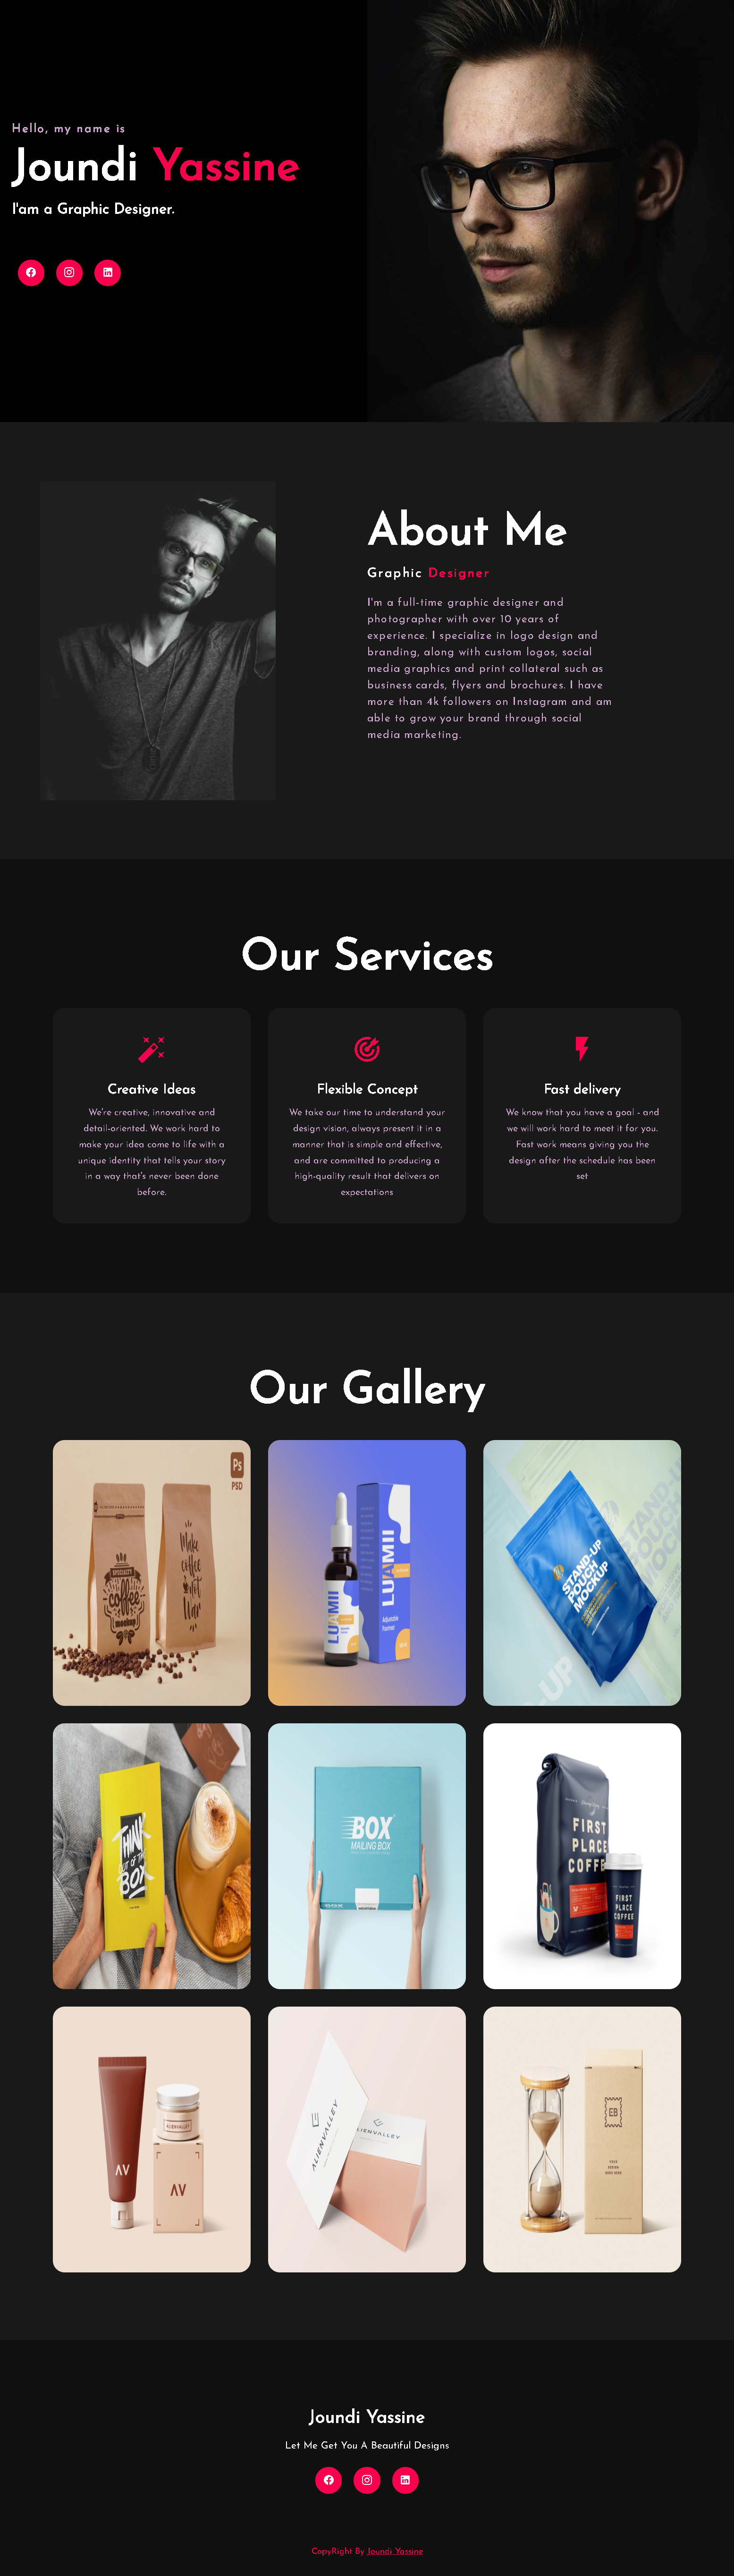 Hello, my name is
Joundi Yassine
I'am a Graphic Designer.
About Me
Graphic Designer
I'm a full-time graphic designer and
photographer with over 10 years of
experience. I specialize in logo design and
branding, along with custom logos, social
media graphics and print collateral such as
business cards, flyers and brochures. I have
more than 4k followers on Instagram and am
able to grow your brand through social
media marketing.
Our Services
Creative Ideas
We're creative, innovative and
detail-oriented. We work hard to
make your idea come to life with a
unique identity that tells your story
in a way that's never been done
before.
Flexible Concept
We take our time to understand your
design vision, always present it in a
manner that is simple and effective,
and are committed to producing a
high-quality result that delivers on
expectations
Fast delivery
We know that you have a goal - and
we will work hard to meet it for you.
Fast work means giving you the
design after the schedule has been
set
Our Gallery
Ps
PSD
SPECIALTY
coffee
mockup
Make
coffee
not
War
LUAMII
LUAMII
Adjustable
STAND-UP
POUCH
MOCKUP
THINK
OUT OF THE
BOX
BOX
MAILING BOX
BOX
FIRST
PLACE
COFFE
FIRST
PLACE
COFFEE
AV
ALIENVALLEY
AV
ALIENVALLEY
ALIENVALLEY
EB
YOUR
DESIGN
GOES HERE
Joundi Yassine
Let Me Get You A Beautiful Designs
CopyRight By Joundi Yassine